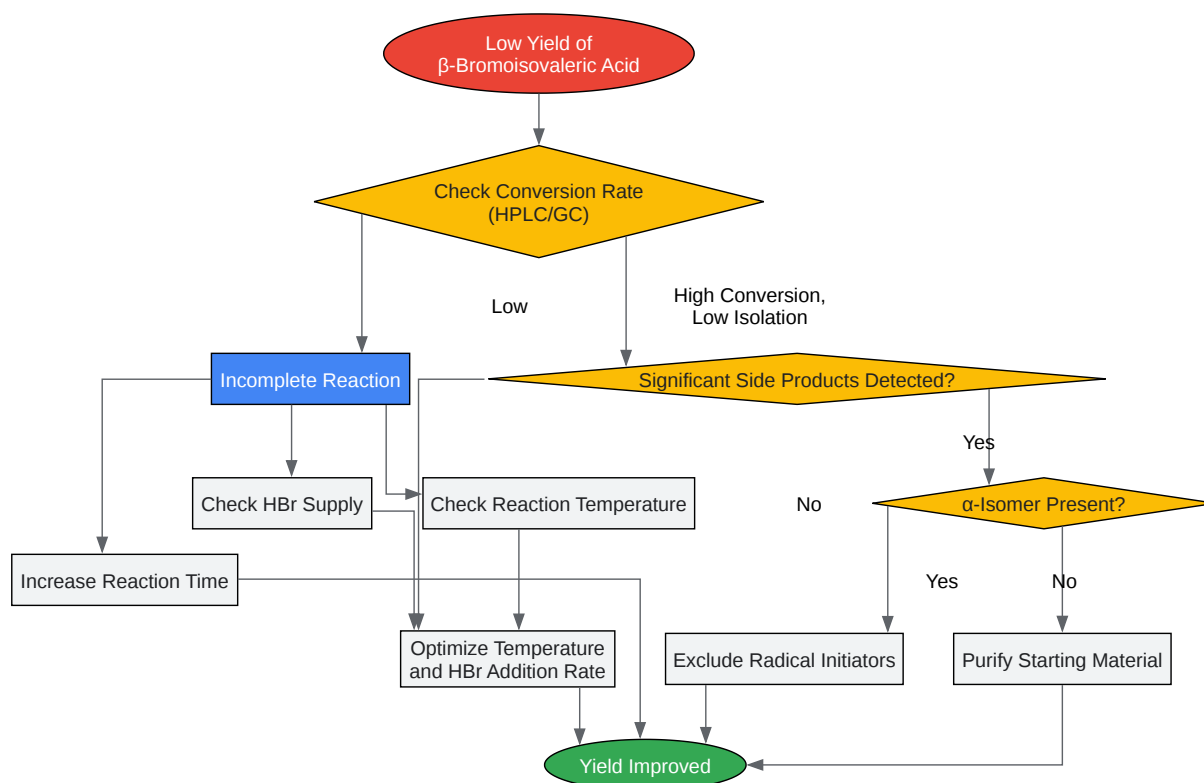 Low Yield of
β-Bromoisovaleric Acid
Check Conversion Rate
(HPLC/GC)
Low
High Conversion,
Low Isolation
Incomplete Reaction
Significant Side Products Detected?
Yes
Check HBr Supply
Check Reaction Temperature
No
α-Isomer Present?
Increase Reaction Time
Yes
No
Optimize Temperature
and HBr Addition Rate
Exclude Radical Initiators
Purify Starting Material
Yield Improved